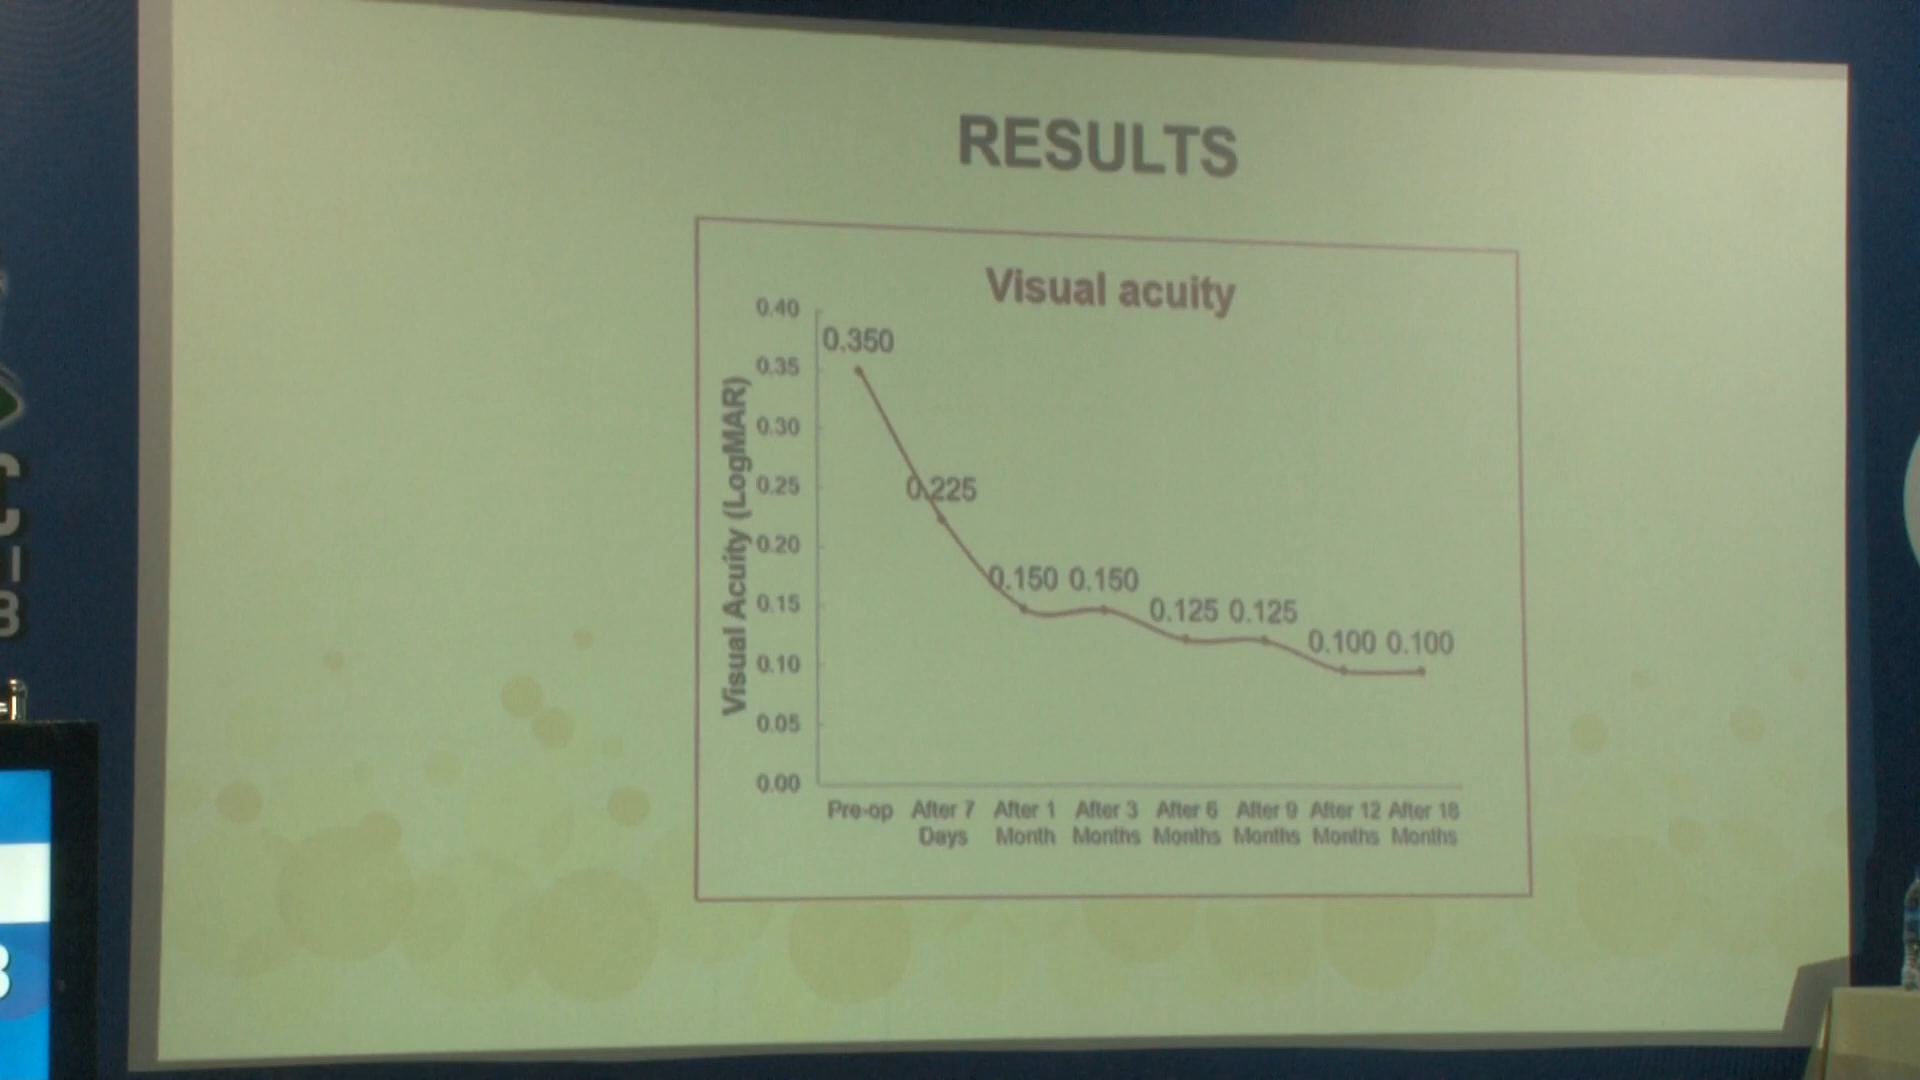 RESULTS
Visual acuity
Visual Acuity (LogMAR)
0.40
0.35
0.30
0.25
0.20
0.15
0.10
0.05
0.00
0.350
0.225
0.150 0.150
0.125 0.125
0.100 0.100
Pre-op After 7 After 1 After 3 After 6 After 9 After 12 After 18
Days Month Months Months Months Months Months